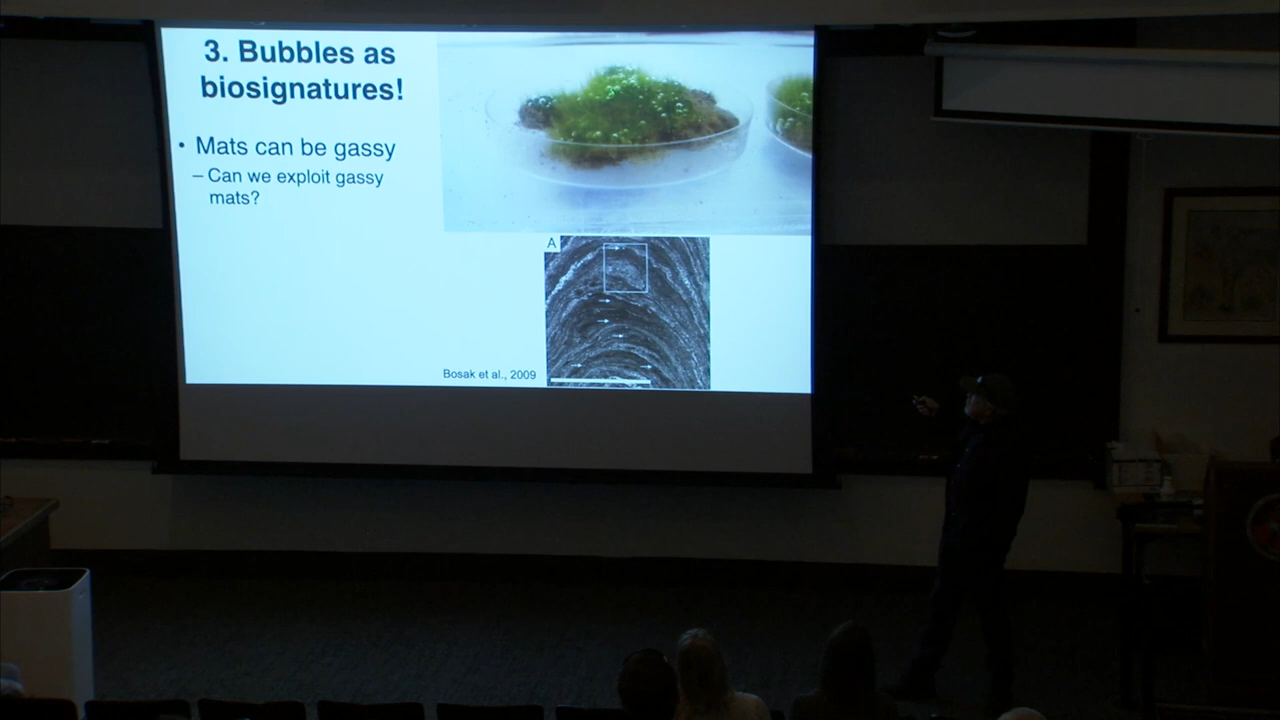 3. Bubbles as
biosignatures!
• Mats can be gassy
– Can we exploit gassy
mats?
A
Bosak et al., 2009